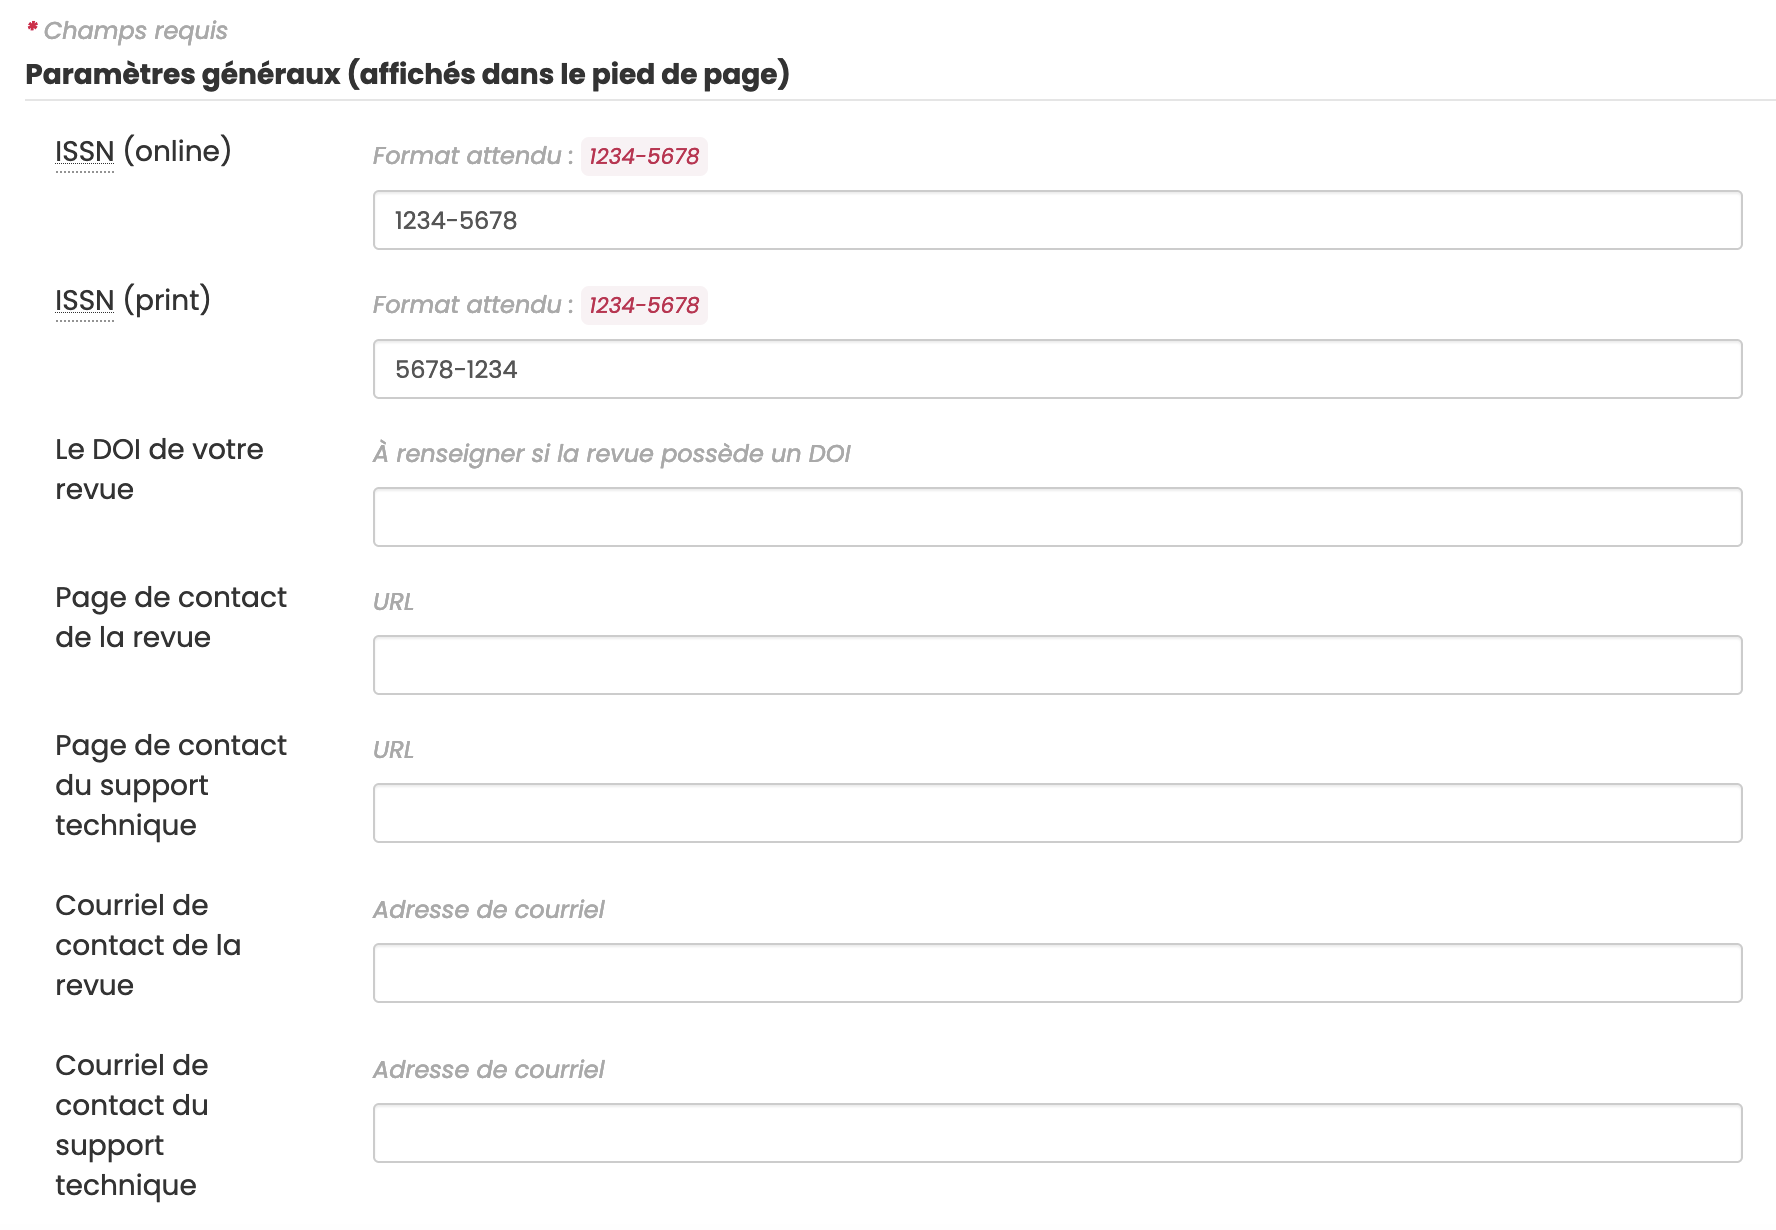 * Champs requis
Paramètres généraux (affichés dans le pied de page)
ISSN (online)
Format attendu : 1234-5678
1234-5678
ISSN (print)
Format attendu : 1234-5678
5678-1234
Le DOI de votre
revue
À renseigner si la revue possède un DOI
Page de contact
de la revue
URL
Page de contact
du support
technique
URL
Courriel de
contact de la
revue
Adresse de courriel
Courriel de
contact du
support
technique
Adresse de courriel